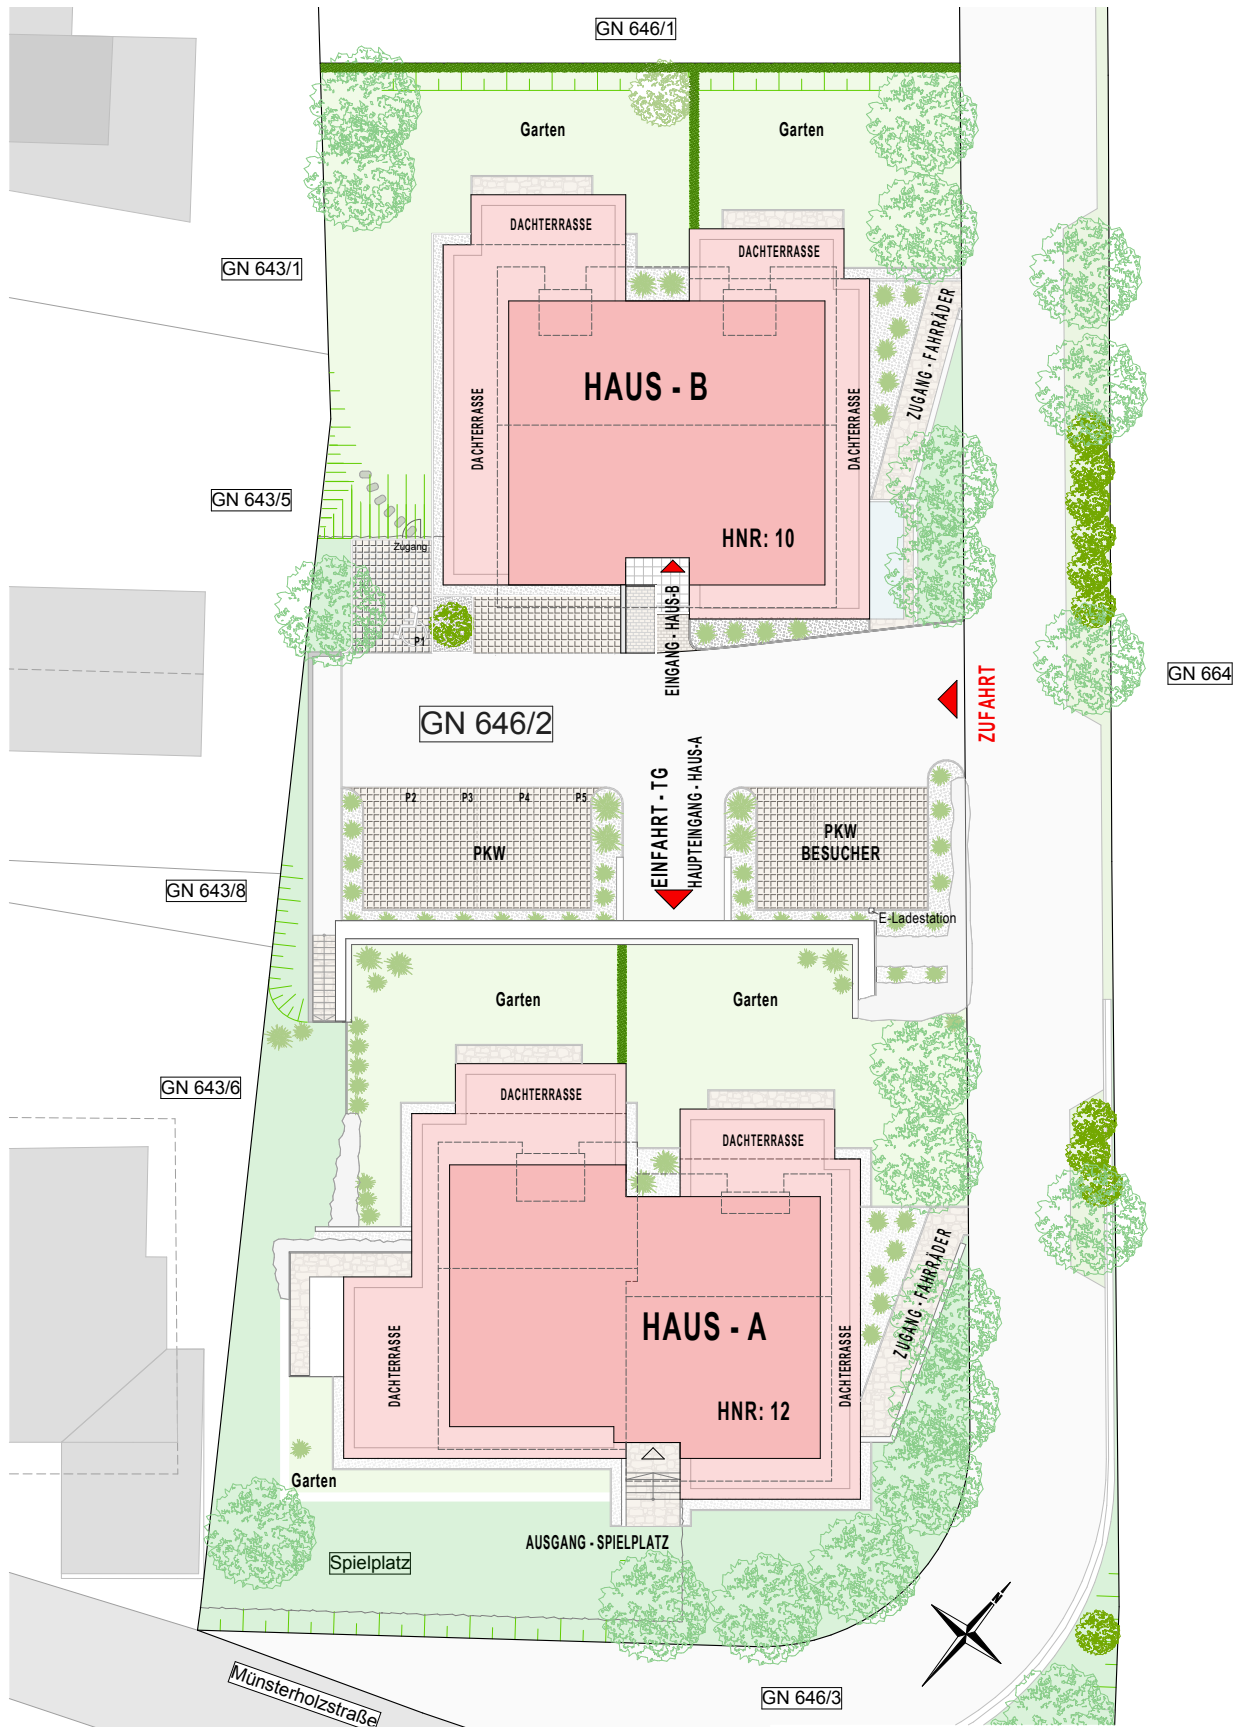 GN 646/1
Garten
Garten
DACHTERRASSE
DACHTERRASSE
GN 643/1
ZUGANG - FAHRRÄDER
HAUS - B
DACHTERRASSE
DACHTERRASSE
GN 643/5
HNR: 10
Zugang
P1
EINGANG - HAUS-B
GN 664
ZUFAHRT
GN 646/2
EINFAHRT - TG
HAUPTEINGANG - HAUS-A
P2
P3
P4
P5
PKW
PKW
BESUCHER
GN 643/8
E-Ladestation
Garten
Garten
GN 643/6
DACHTERRASSE
DACHTERRASSE
ZUGANG - FAHRRÄDER
HAUS - A
DACHTERRASSE
DACHTERRASSE
HNR: 12
Garten
AUSGANG - SPIELPLATZ
Spielplatz
N
Münsterholzstraße
GN 646/3